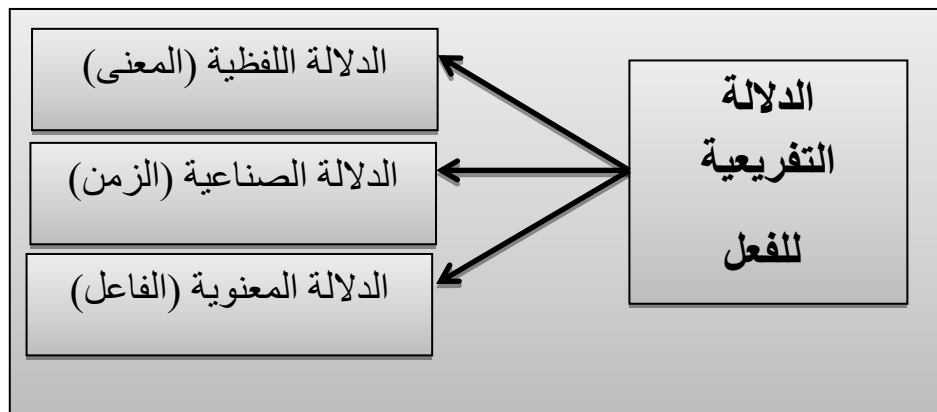 الدلالة
التفريعية
للفعل
الدلالة اللفظية (المعنى)
الدلالة الصناعية (الزمن)
الدلالة المعنوية (الفاعل)